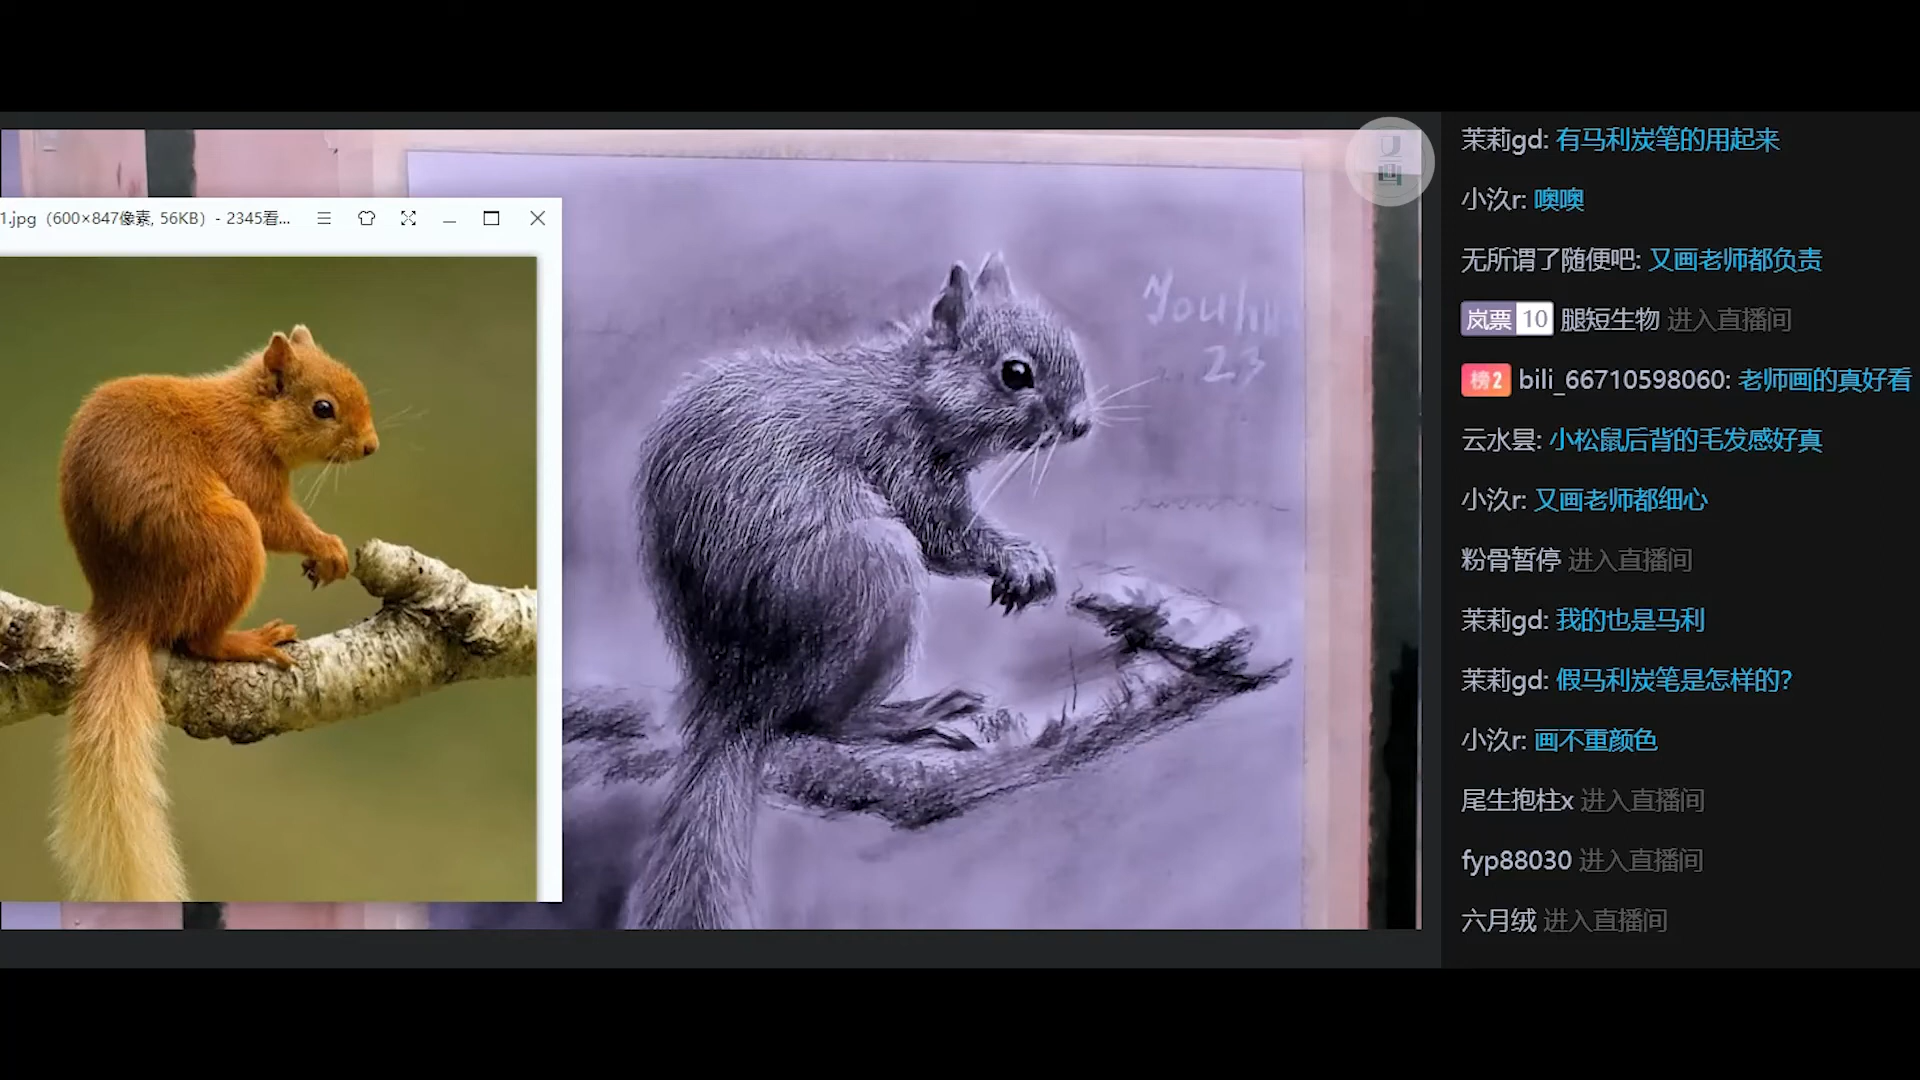 1.jpg（600×847像素, 56KB）- 2345看...
又画
Youhua
23
茉莉gd: 有马利炭笔的用起来
小汣r: 噢噢
无所谓了随便吧: 又画老师都负责
岚票 10 腿短生物 进入直播间
榜2 bili_66710598060: 老师画的真好看
云水昙: 小松鼠后背的毛发感好真
小汣r: 又画老师都细心
粉骨暂停 进入直播间
茉莉gd: 我的也是马利
茉莉gd: 假马利炭笔是怎样的?
小汣r: 画不重颜色
尾生抱柱x 进入直播间
fyp88030 进入直播间
六月绒 进入直播间